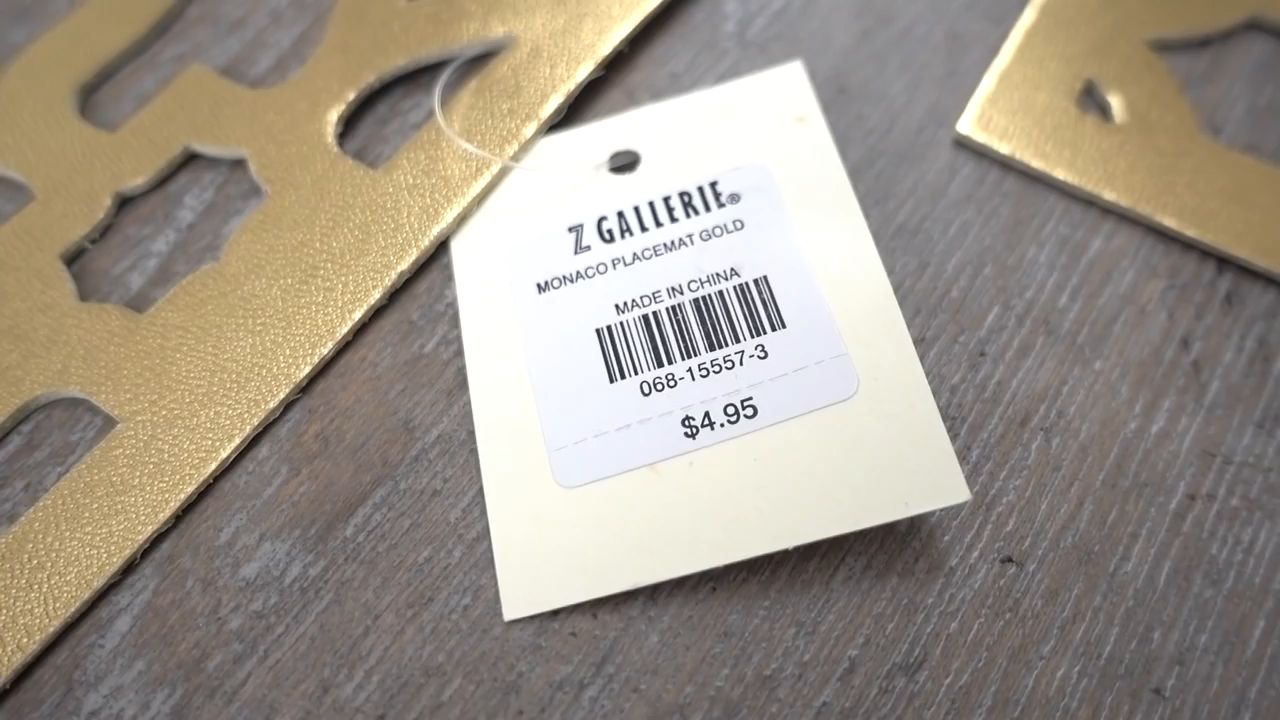 Z GALLERIE®
MONACO PLACEMAT GOLD
MADE IN CHINA
068-15557-3
$4.95